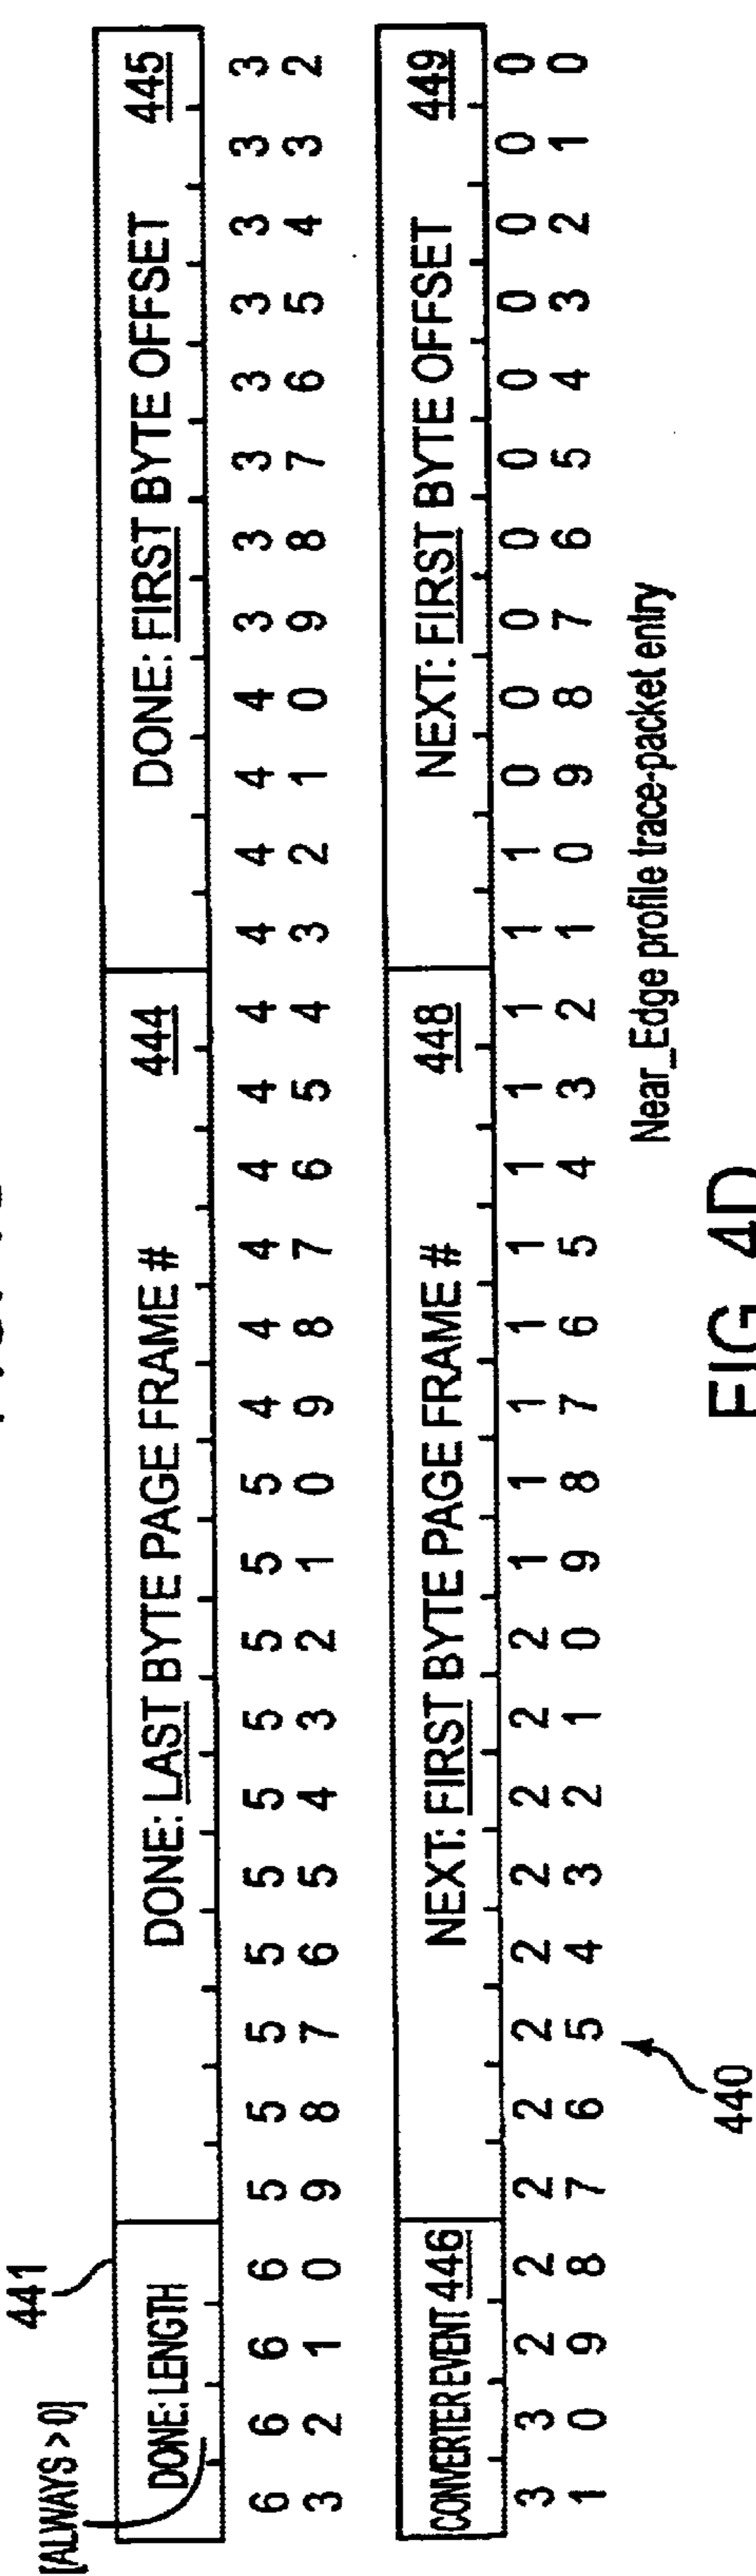 [ALWAYS > 0]
441
DONE: LENGTH
DONE: LAST BYTE PAGE FRAME # 444
DONE: FIRST BYTE OFFSET 445
6 6 6 6 5 5 5 5 5 5 5 5 5 5 4 4 4 4 4 4 4 4 4 4 3 3 3 3 3 3 3 3
3 2 1 0 9 8 7 6 5 4 3 2 1 0 9 8 7 6 5 4 3 2 1 0 9 8 7 6 5 4 3 2
CONVERTER EVENT 446
NEXT: FIRST BYTE PAGE FRAME # 448
NEXT: FIRST BYTE OFFSET 449
3 3 2 2 2 2 2 2 2 2 2 2 1 1 1 1 1 1 1 1 1 1 0 0 0 0 0 0 0 0 0 0
1 0 9 8 7 6 5 4 3 2 1 0 9 8 7 6 5 4 3 2 1 0 9 8 7 6 5 4 3 2 1 0
440
Near_Edge profile trace-packet entry
FIG. 4D